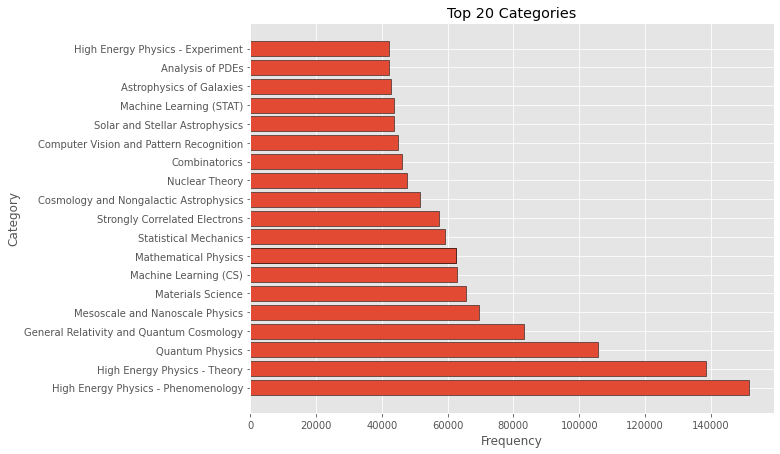 Top 20 Categories
Category
High Energy Physics - Experiment
Analysis of PDEs
Astrophysics of Galaxies
Machine Learning (STAT)
Solar and Stellar Astrophysics
Computer Vision and Pattern Recognition
Combinatorics
Nuclear Theory
Cosmology and Nongalactic Astrophysics
Strongly Correlated Electrons
Statistical Mechanics
Mathematical Physics
Machine Learning (CS)
Materials Science
Mesoscale and Nanoscale Physics
General Relativity and Quantum Cosmology
Quantum Physics
High Energy Physics - Theory
High Energy Physics - Phenomenology
0 20000 40000 60000 80000 100000 120000 140000
Frequency